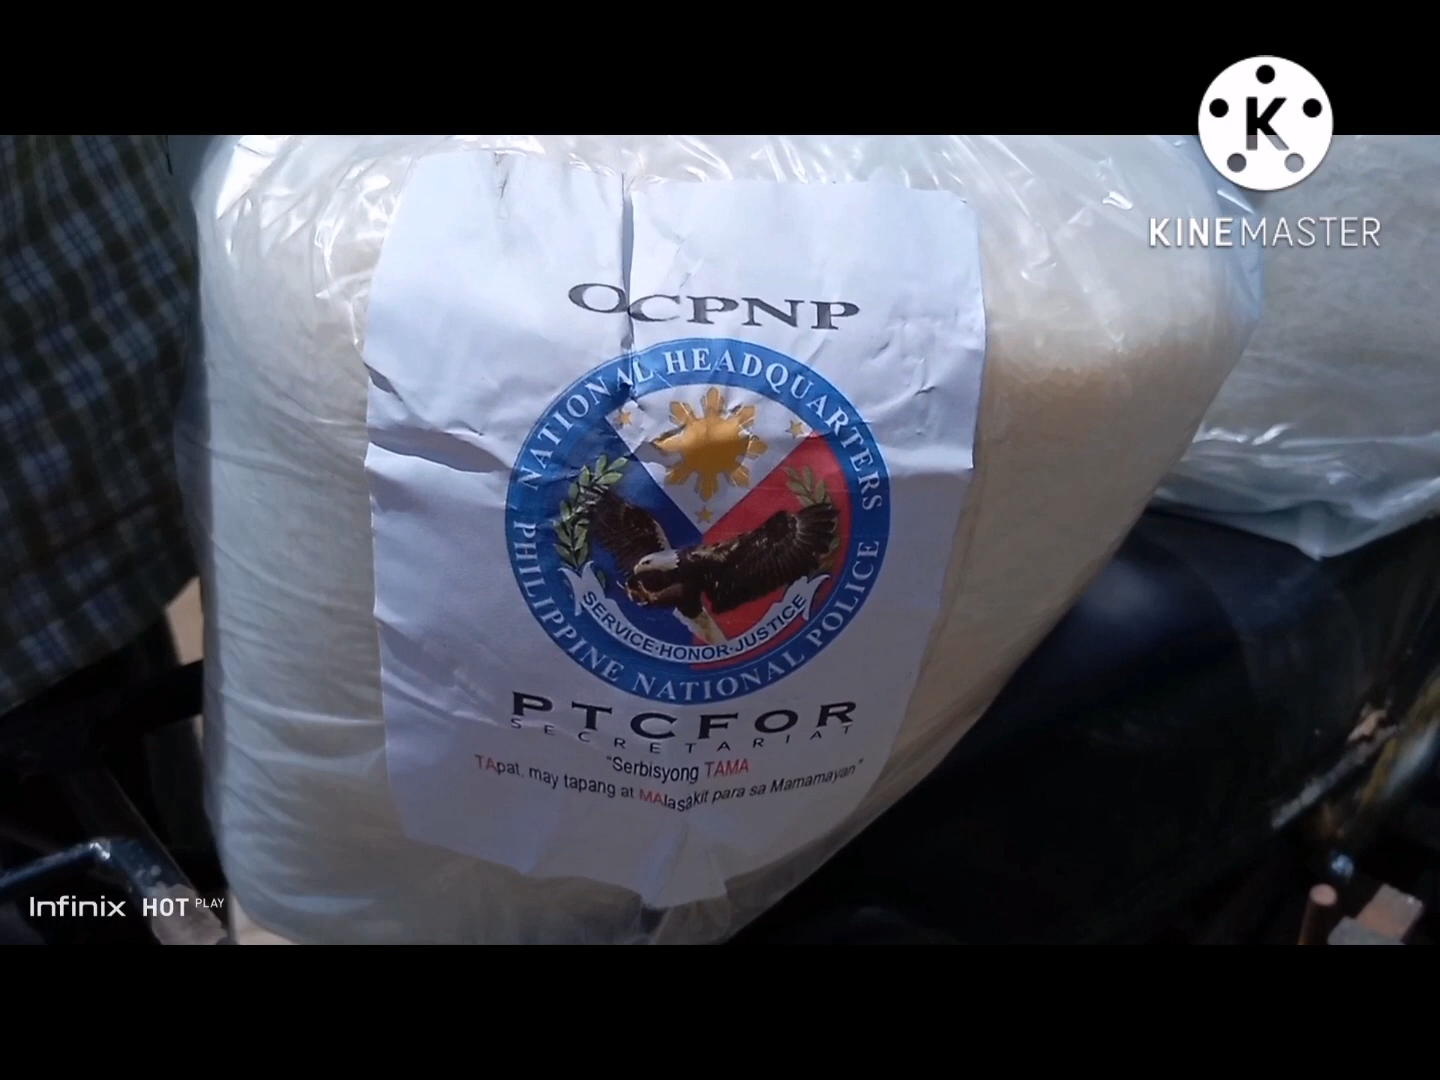 KINEMASTER
OCPNP
NATIONAL HEADQUARTERS
PHILIPPINE NATIONAL POLICE
SERVICE·HONOR·JUSTICE
PTCFOR
SECRETARIAT
"Serbisyong TAMA
TApat, may tapang at MAlasakit para sa Mamamayan"
Infinix HOT PLAY